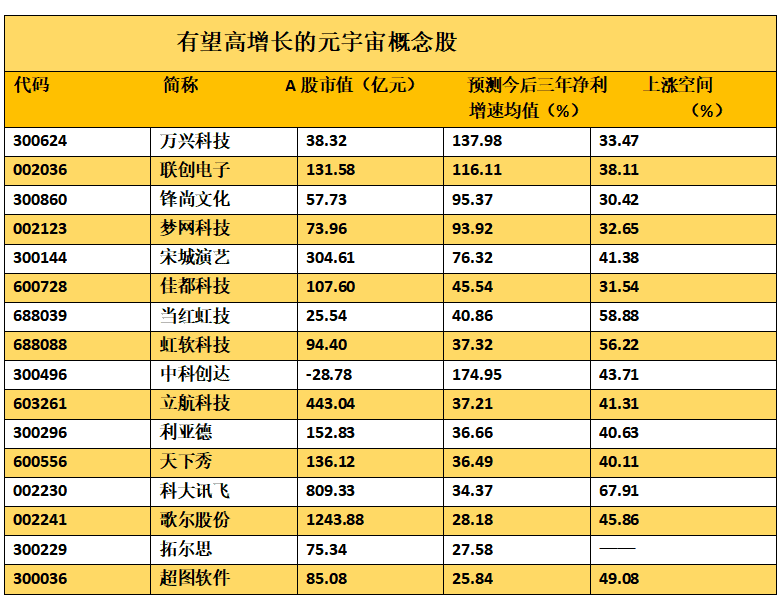 有望高增长的元宇宙概念股
代码 简称 A 股市值（亿元） 预测今后三年净利 上涨空间
增速均值（%） （%）
300624 万兴科技 38.32 137.98 33.47
002036 联创电子 131.58 116.11 38.11
300860 锋尚文化 57.73 95.37 30.42
002123 梦网科技 73.96 93.92 32.65
300144 宋城演艺 304.61 76.32 41.38
600728 佳都科技 107.60 45.54 31.54
688039 当红虹技 25.54 40.86 58.88
688088 虹软科技 94.40 37.32 56.22
300496 中科创达 -28.78 174.95 43.71
603261 立航科技 443.04 37.21 41.31
300296 利亚德 152.83 36.66 40.63
600556 天下秀 136.12 36.49 40.11
002230 科大讯飞 809.33 34.37 67.91
002241 歌尔股份 1243.88 28.18 45.86
300229 拓尔思 75.34 27.58 ——
300036 超图软件 85.08 25.84 49.08